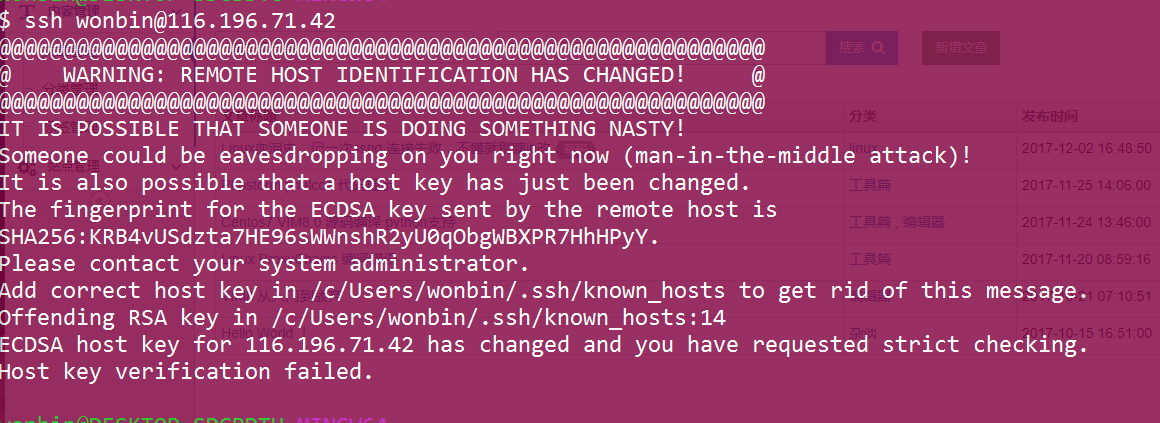 $ ssh wonbin@116.196.71.42
@@@@@@@@@@@@@@@@@@@@@@@@@@@@@@@@@@@@@@@@@@@@@@@@@@@@@@@@@@@
@    WARNING: REMOTE HOST IDENTIFICATION HAS CHANGED!     @
@@@@@@@@@@@@@@@@@@@@@@@@@@@@@@@@@@@@@@@@@@@@@@@@@@@@@@@@@@@
IT IS POSSIBLE THAT SOMEONE IS DOING SOMETHING NASTY!
Someone could be eavesdropping on you right now (man-in-the-middle attack)!
It is also possible that a host key has just been changed.
The fingerprint for the ECDSA key sent by the remote host is
SHA256:KRB4vUSdzta7HE96sWWnshR2yU0qObgWBXPR7HhHPyY.
Please contact your system administrator.
Add correct host key in /c/Users/wonbin/.ssh/known_hosts to get rid of this message.
Offending RSA key in /c/Users/wonbin/.ssh/known_hosts:14
ECDSA host key for 116.196.71.42 has changed and you have requested strict checking.
Host key verification failed.
搜索
新增文章
分类
发布时间
linux
2017-12-02 16:48:50
工具篇
2017-11-25 14:06:00
工具篇 , 编辑器
2017-11-24 13:46:00
工具篇
2017-11-20 08:59:16
杂谈
2017-10-15 16:51:00